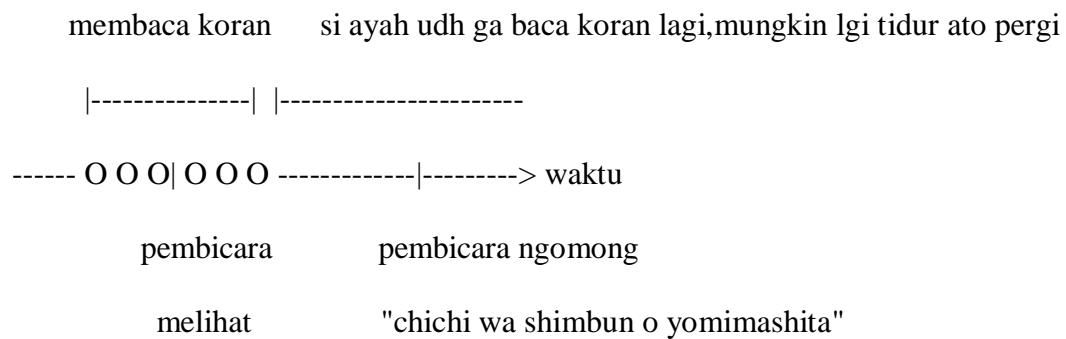 membaca koran si ayah udh ga baca koran lagi,mungkin lgi tidur ato pergi
|---------------| |-----------------------
------ O O O| O O O -------------|---------> waktu
pembicara pembicara ngomong
melihat "chichi wa shimbun o yomimashita"